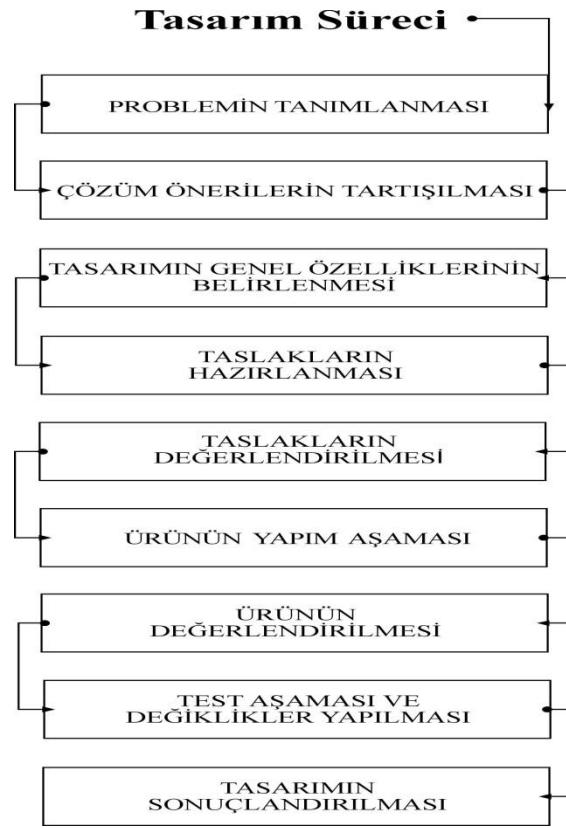 Tasarım Süreci
PROBLEMİN TANIMLANMASI
ÇÖZÜM ÖNERİLERİN TARTIŞILMASI
TASARIMIN GENEL ÖZELLİKLERİNİN
BELİRLENMESİ
TASLAKLARIN
HAZIRLANMASI
TASLAKLARIN
DEĞERLENDİRİLMESİ
ÜRÜNÜN YAPIM AŞAMASI
ÜRÜNÜN
DEĞERLENDİRİLMESİ
TEST AŞAMASI VE
DEĞİKLİKLER YAPILMASI
TASARIMIN
SONUÇLANDIRILMASI